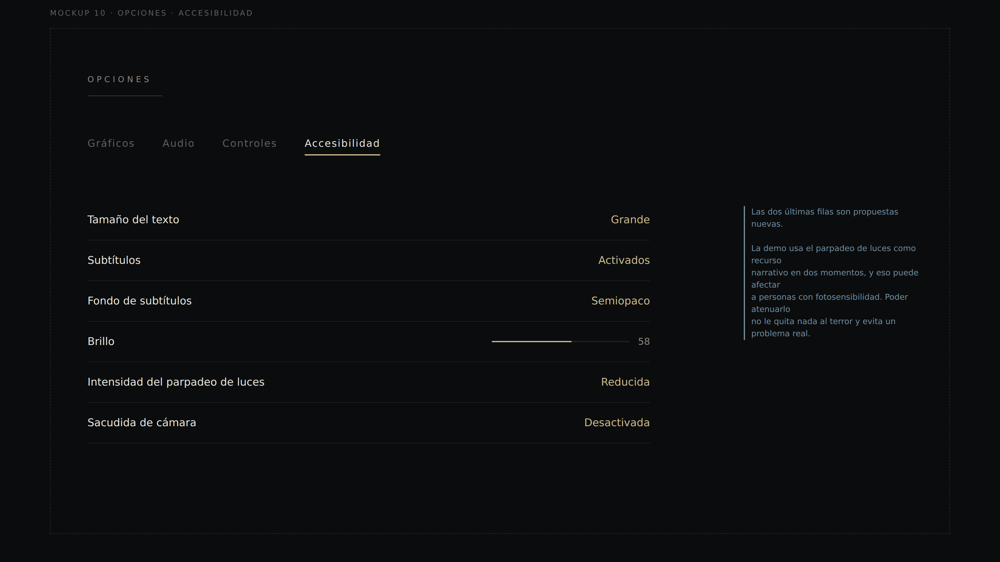 MOCKUP 10 · OPCIONES · ACCESIBILIDAD
OPCIONES
Gráficos Audio Controles Accesibilidad
Tamaño del texto Grande
Subtítulos Activados
Fondo de subtítulos Semiopaco
Brillo 58
Intensidad del parpadeo de luces Reducida
Sacudida de cámara Desactivada
Las dos últimas filas son propuestas
nuevas.
La demo usa el parpadeo de luces como
recurso
narrativo en dos momentos, y eso puede
afectar
a personas con fotosensibilidad. Poder
atenuarlo
no le quita nada al terror y evita un
problema real.